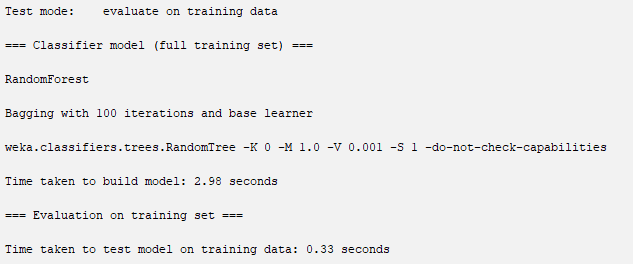 Test mode:    evaluate on training data
=== Classifier model (full training set) ===
RandomForest
Bagging with 100 iterations and base learner
weka.classifiers.trees.RandomTree -K 0 -M 1.0 -V 0.001 -S 1 -do-not-check-capabilities
Time taken to build model: 2.98 seconds
=== Evaluation on training set ===
Time taken to test model on training data: 0.33 seconds